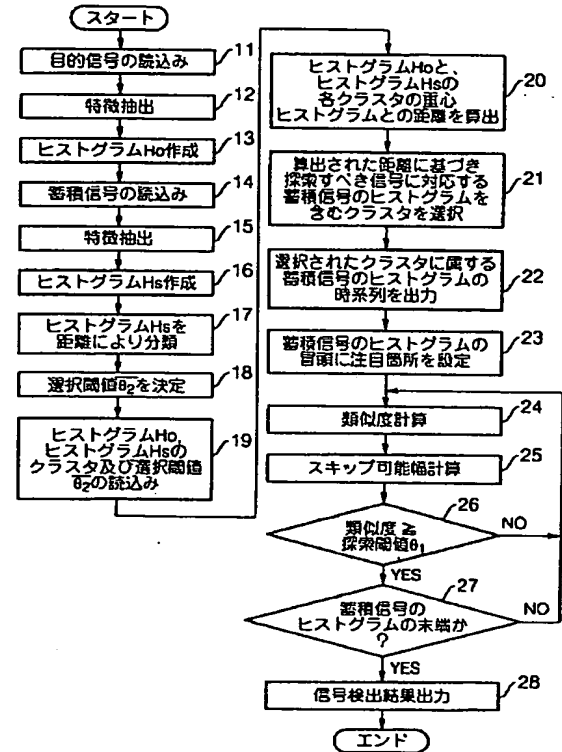 スタート
目的信号の読込み
11
特徴抽出
12
ヒストグラムHo作成
13
蓄積信号の読込み
14
特徴抽出
15
ヒストグラムHs作成
16
ヒストグラムHsを
距離により分類
17
選択閾値θ2を決定
18
ヒストグラムHo,
ヒストグラムHsの
クラスタ及び選択閾値
θ2の読込み
19
ヒストグラムHoと、
ヒストグラムHsの
各クラスタの重心
ヒストグラムとの距離を算出
20
算出された距離に基づき
探索すべき信号に対応する
蓄積信号のヒストグラムを
含むクラスタを選択
21
選択されたクラスタに属する
蓄積信号のヒストグラムの
時系列を出力
22
蓄積信号のヒストグラムの
冒頭に注目箇所を設定
23
類似度計算
24
スキップ可能幅計算
25
類似度 ≧
探索閾値θ1
26
NO
YES
蓄積信号の
ヒストグラムの末端か
?
27
NO
YES
信号検出結果出力
28
エンド